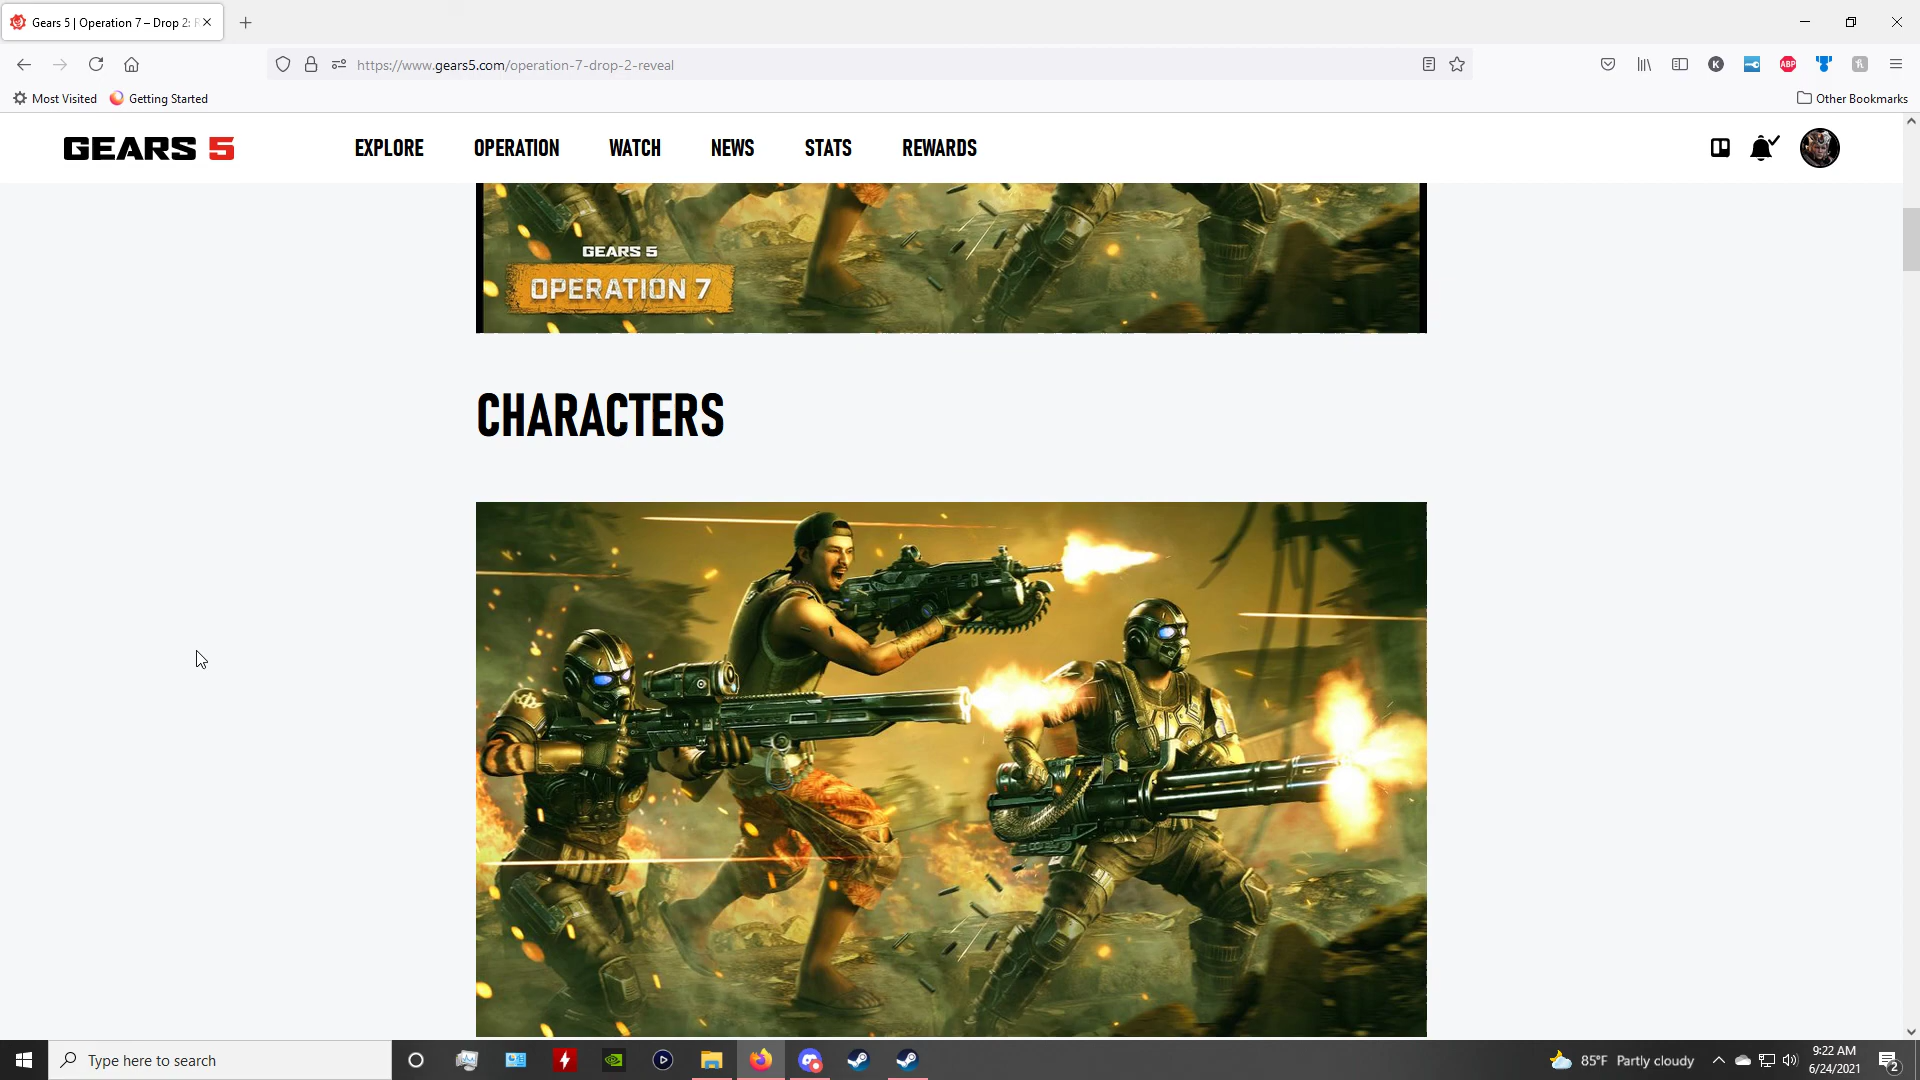 Gears 5 | Operation 7 – Drop 2:
https://www.gears5.com/operation-7-drop-2-reveal
Most Visited
Getting Started
Other Bookmarks
GEARS 5
EXPLORE
OPERATION
WATCH
NEWS
STATS
REWARDS
GEARS 5
OPERATION 7
CHARACTERS
Type here to search
85°F Partly cloudy
9:22 AM
6/24/2021
2
K
ABP